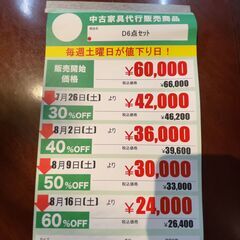 中古家具代行販売商品
商品名
D6点セット
毎週土曜日が値下り日！
販売開始
価格
¥60,000
税込価格
¥66,000
7月26日(土)より
30%OFF
¥42,000
税込価格
¥46,200
8月2日(土)より
40%OFF
¥36,000
税込価格
¥39,600
8月9日(土)より
50%OFF
¥30,000
税込価格
¥33,000
8月16日(土)より
60%OFF
¥24,000
税込価格
¥26,400